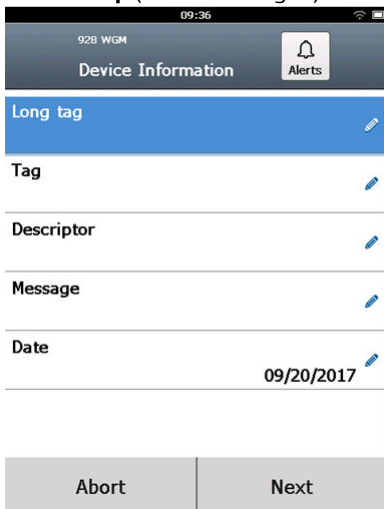 09:36
928 WGM
Device Information
Alerts
Long tag
Tag
Descriptor
Message
Date
09/20/2017
Abort
Next